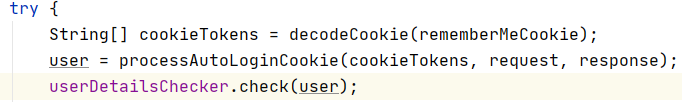 try {
String[] cookieTokens = decodeCookie(rememberMeCookie);
user = processAutoLoginCookie(cookieTokens, request, response);
userDetailsChecker.check(user);